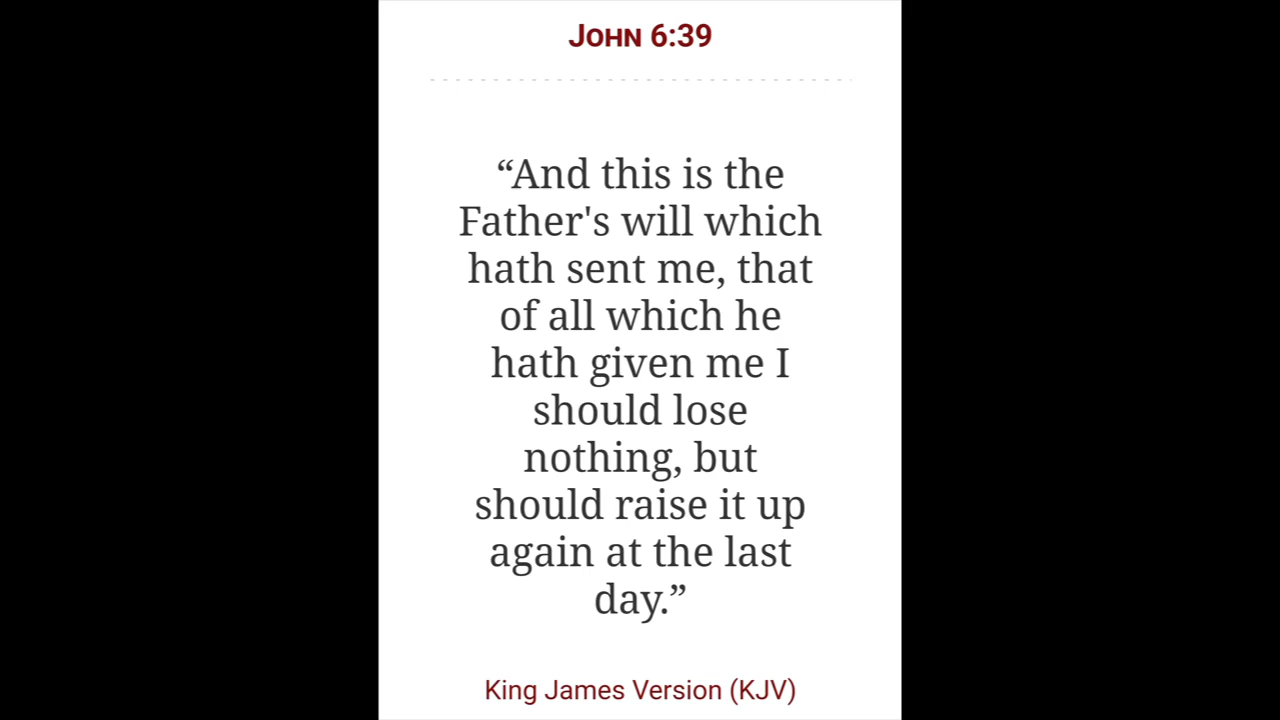 John 6:39
“And this is the
Father's will which
hath sent me, that
of all which he
hath given me I
should lose
nothing, but
should raise it up
again at the last
day.”
King James Version (KJV)